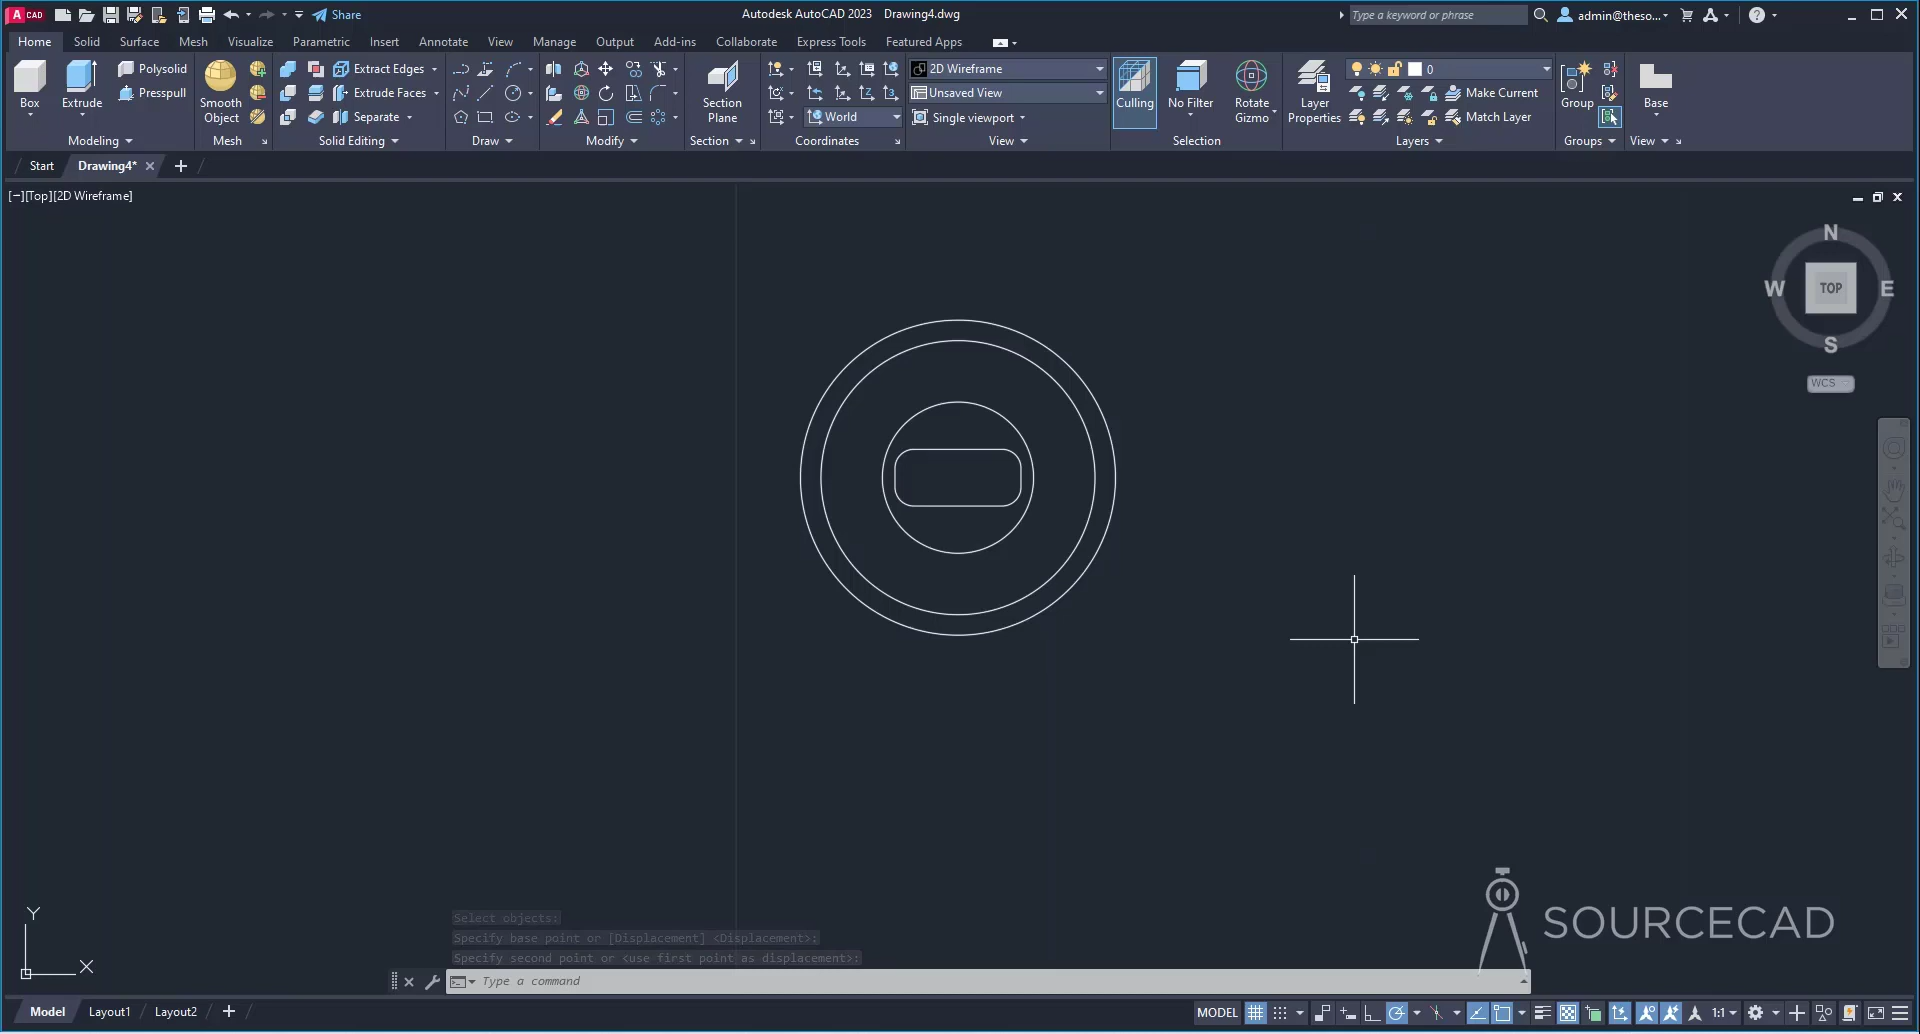 A CAD Share Autodesk AutoCAD 2023 Drawing4.dwg Type a keyword or phrase admin@theso...
Home Solid Surface Mesh Visualize Parametric Insert Annotate View Manage Output Add-ins Collaborate Express Tools Featured Apps
Polysolid Extract Edges 2D Wireframe 0
Presspull Extrude Faces Unsaved View Make Current
Box Extrude Smooth Object Section Plane Culling No Filter Rotate Gizmo Layer Properties Group Base
Separate World Single viewport Match Layer
Modeling Mesh Solid Editing Draw Modify Section Coordinates View Selection Layers Groups View
Start Drawing4* +
[−][Top][2D Wireframe]
N
W TOP E
S
WCS
Y
X
Select objects:
Specify base point or [Displacement] <Displacement>:
Specify second point or <use first point as displacement>:
Type a command
SOURCECAD
Model Layout1 Layout2 + MODEL 1:1